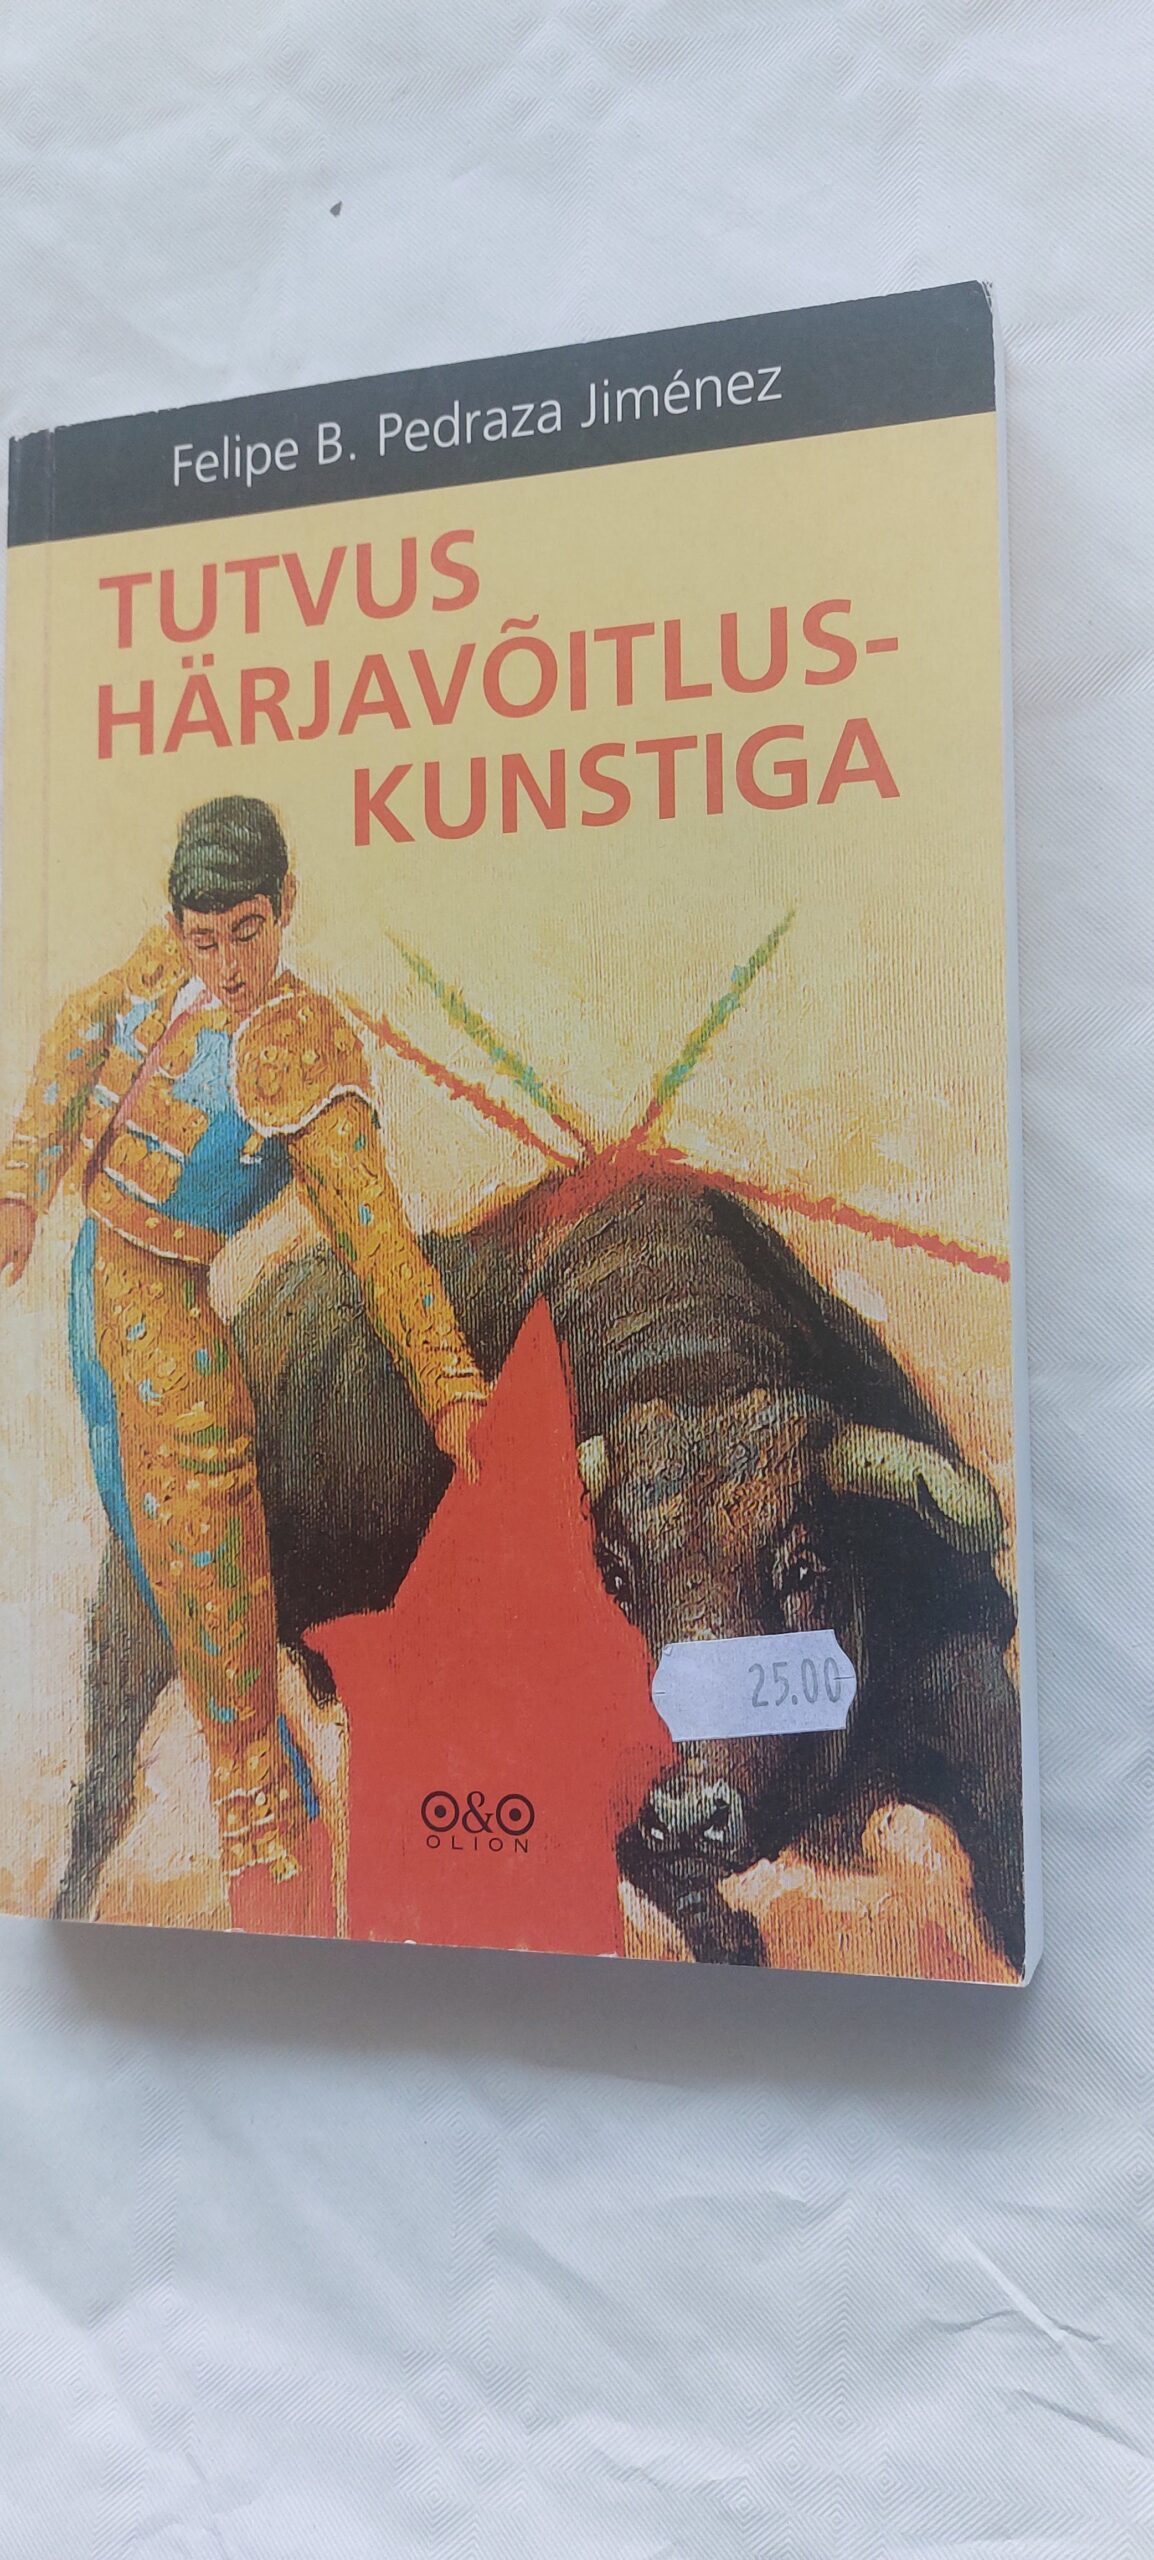 Felipe B. Pedraza Jiménez
TUTVUS
HÄRJAVÕITLUS-
KUNSTIGA
25.00
O&O
OLION